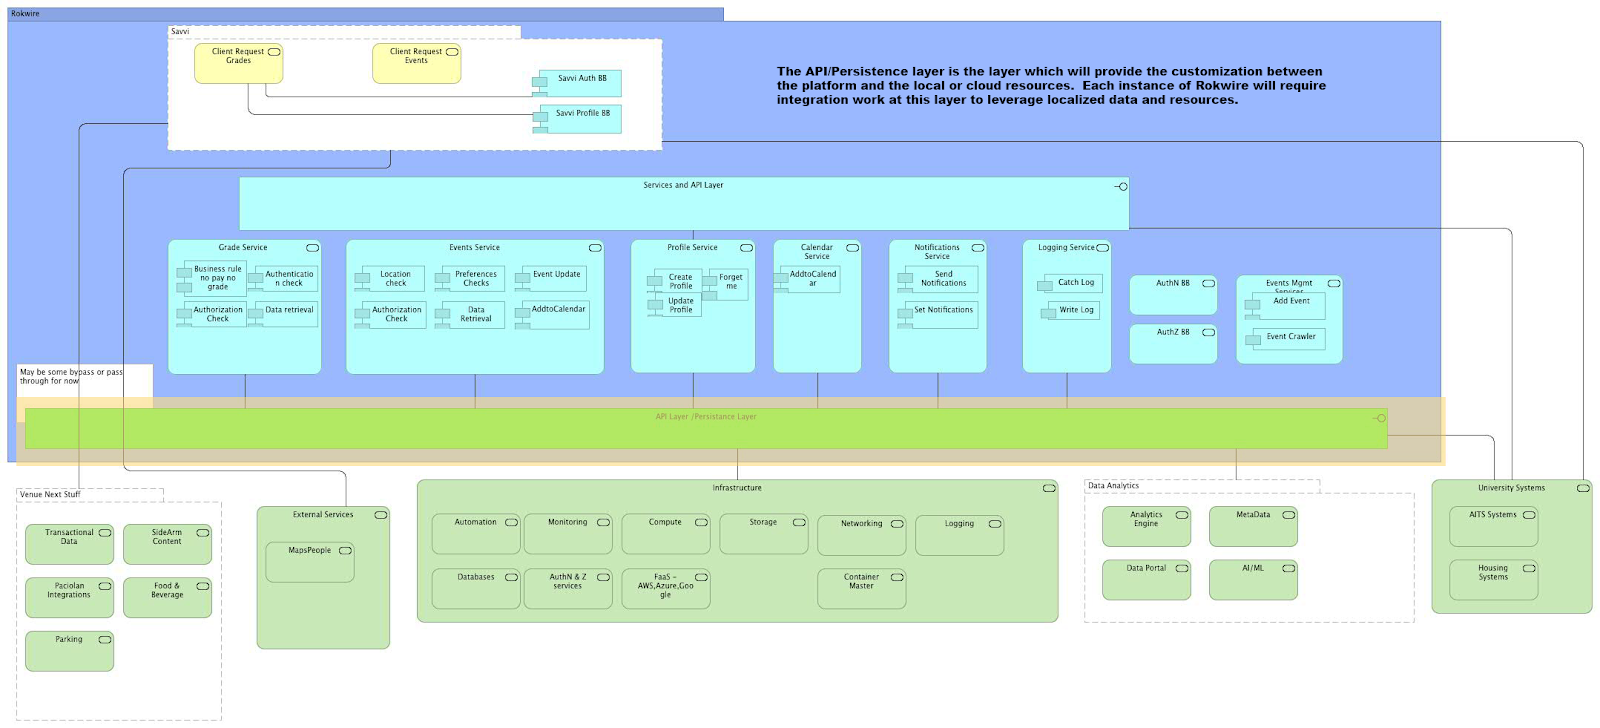 Rokwire
Savvi
Client Request
Grades
Client Request
Events
Savvi Auth BB
Savvi Profile BB
The API/Persistence layer is the layer which will provide the customization between
the platform and the local or cloud resources.  Each instance of Rokwire will require
integration work at this layer to leverage localized data and resources.
Services and API Layer
Grade Service
Business rule
no pay no
grade
Authenticatio
n check
Authorization
Check
Data retrieval
Events Service
Location
check
Preferences
Checks
Event Update
Authorization
Check
Data
Retrieval
AddtoCalendar
Profile Service
Create
Profile
Forget
me
Update
Profile
Calendar
Service
AddtoCalend
ar
Notifications
Service
Send
Notifications
Set Notifications
Logging Service
Catch Log
Write Log
AuthN BB
AuthZ BB
Events Mgmt
Services
Add Event
Event Crawler
May be some bypass or pass
through for now
API Layer /Persistance Layer
Venue Next Stuff
Transactional
Data
SideArm
Content
Paciolan
Integrations
Food &
Beverage
Parking
External Services
MapsPeople
Infrastructure
Automation
Monitoring
Compute
Storage
Networking
Logging
Databases
AuthN & Z
services
FaaS -
AWS,Azure,Goo
gle
Container
Master
Data Analytics
Analytics
Engine
MetaData
Data Portal
AI/ML
University Systems
AITS Systems
Housing
Systems